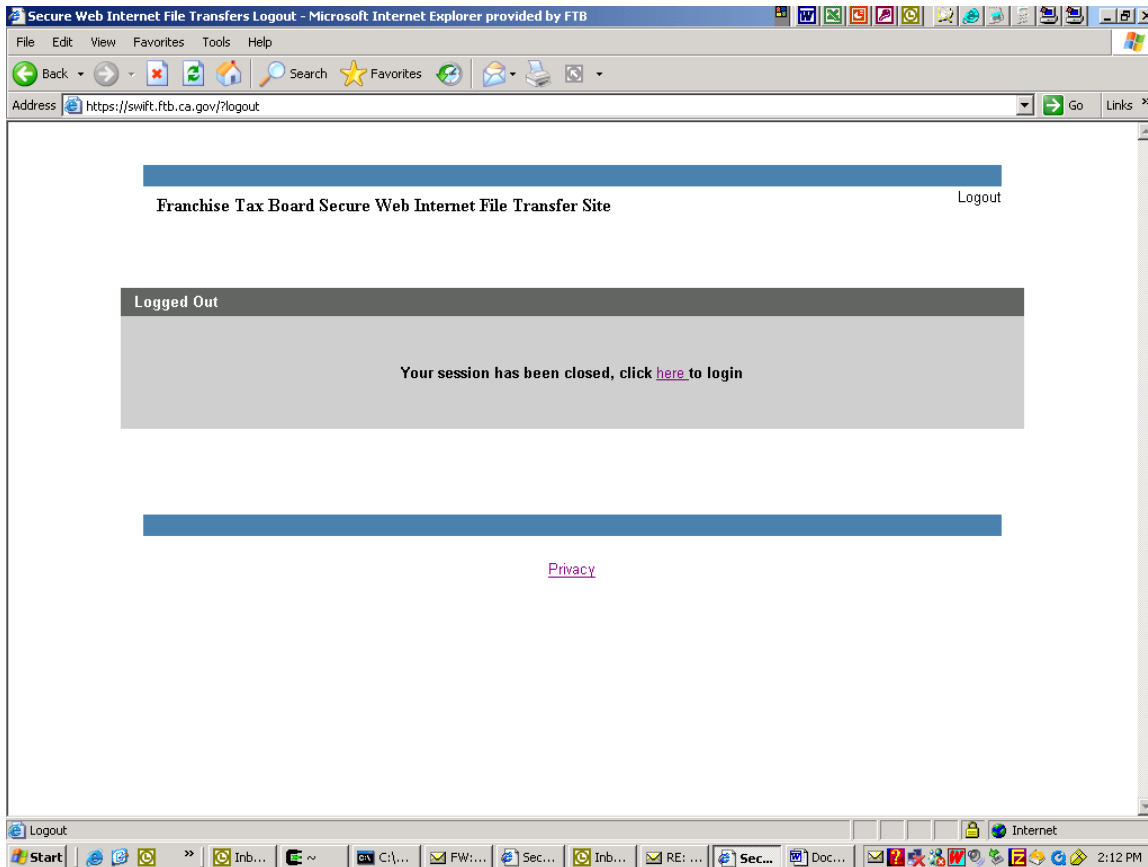 Secure Web Internet File Transfers Logout - Microsoft Internet Explorer provided by FTB
File Edit View Favorites Tools Help
Back Search Favorites
Address https://swift.ftb.ca.gov/?logout Go Links »
Franchise Tax Board Secure Web Internet File Transfer Site
Logout
Logged Out
Your session has been closed, click here to login
Privacy
Logout Internet
Start » Inb... ~ C:\... FW:... Sec... Inb... RE: ... Sec... Doc... 2:12 PM